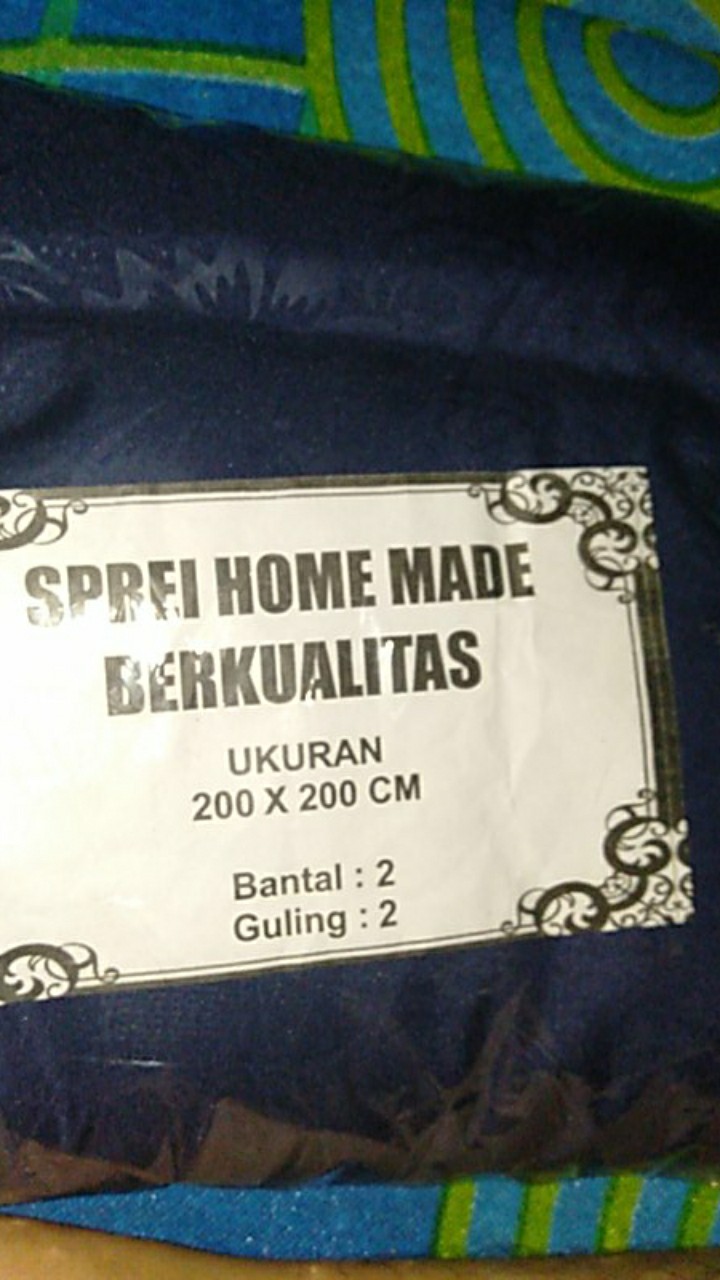 SPREI HOME MADE
BERKUALITAS
UKURAN
200 X 200 CM
Bantal : 2
Guling : 2